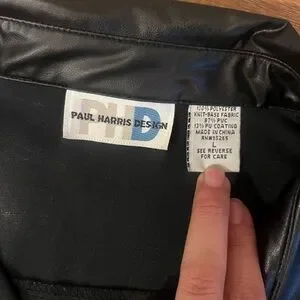 PHD
PAUL HARRIS DESIGN
100% POLYESTER
KNIT-BASE FABRIC
87% PVC
13% PU COATING
MADE IN CHINA
L
SEE REVERSE
FOR CARE